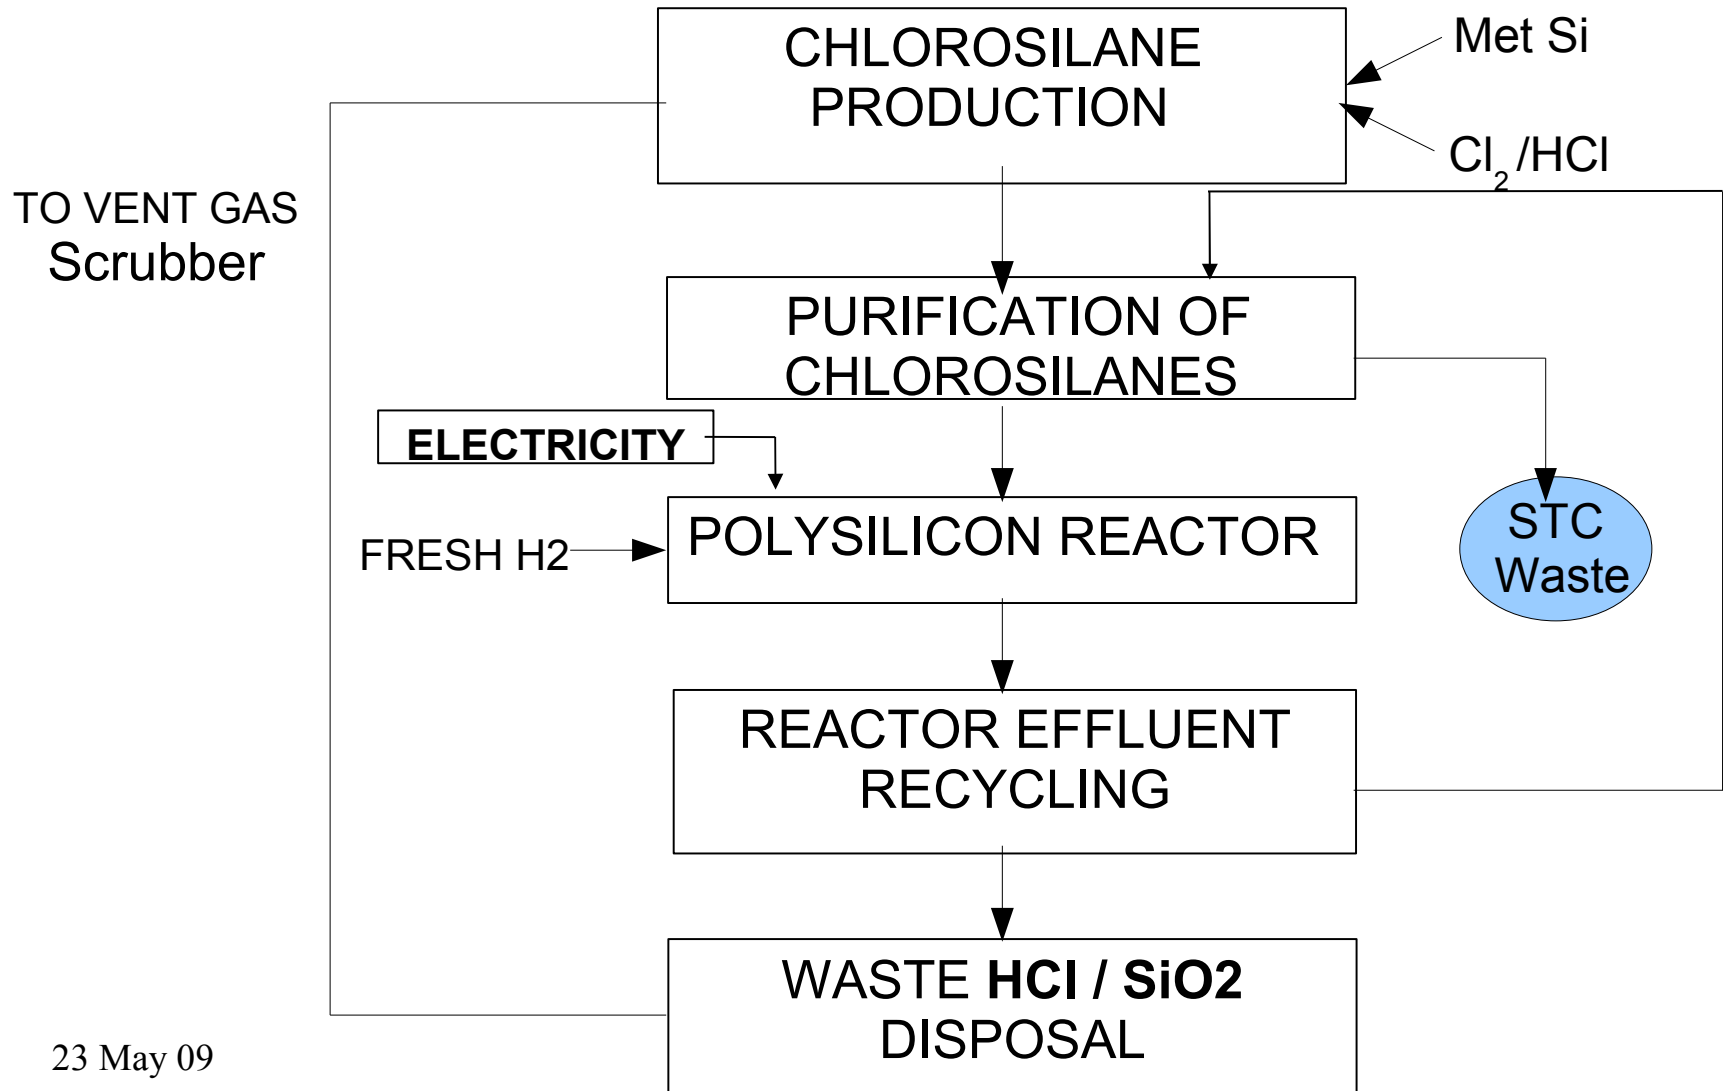 CHLOROSILANE
PRODUCTION
Met Si
Cl₂/HCl
TO VENT GAS
Scrubber
PURIFICATION OF
CHLOROSILANES
ELECTRICITY
POLYSILICON REACTOR
FRESH H2
STC
Waste
REACTOR EFFLUENT
RECYCLING
WASTE HCl / SiO2
DISPOSAL
23 May 09